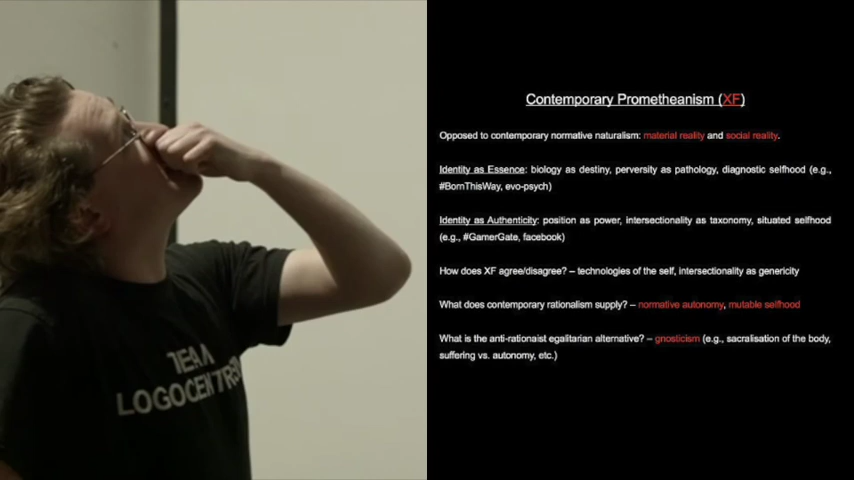 TEAM
LOGOCENTR
Contemporary Prometheanism (XF)
Opposed to contemporary normative naturalism: material reality and social reality.
Identity as Essence: biology as destiny, perversity as pathology, diagnostic selfhood (e.g.,
#BornThisWay, evo-psych)
Identity as Authenticity: position as power, intersectionality as taxonomy, situated selfhood
(e.g., #GamerGate, facebook)
How does XF agree/disagree? – technologies of the self, intersectionality as genericity
What does contemporary rationalism supply? – normative autonomy, mutable selfhood
What is the anti-rationaist egalitarian alternative? – gnosticism (e.g., sacralisation of the body,
suffering vs. autonomy, etc.)